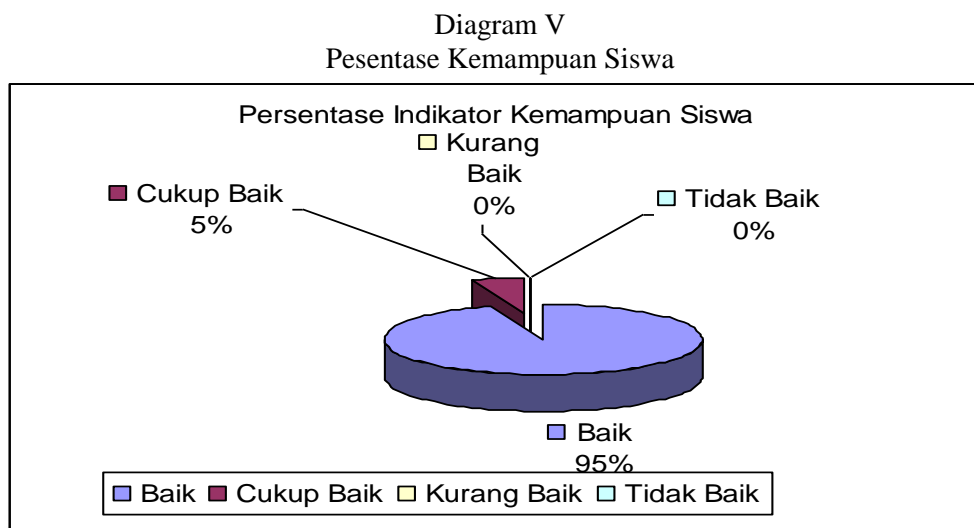 Diagram V
Pesentase Kemampuan Siswa
Persentase Indikator Kemampuan Siswa
Kurang
Baik
0%
Cukup Baik
5%
Tidak Baik
0%
Baik
95%
Baik Cukup Baik Kurang Baik Tidak Baik